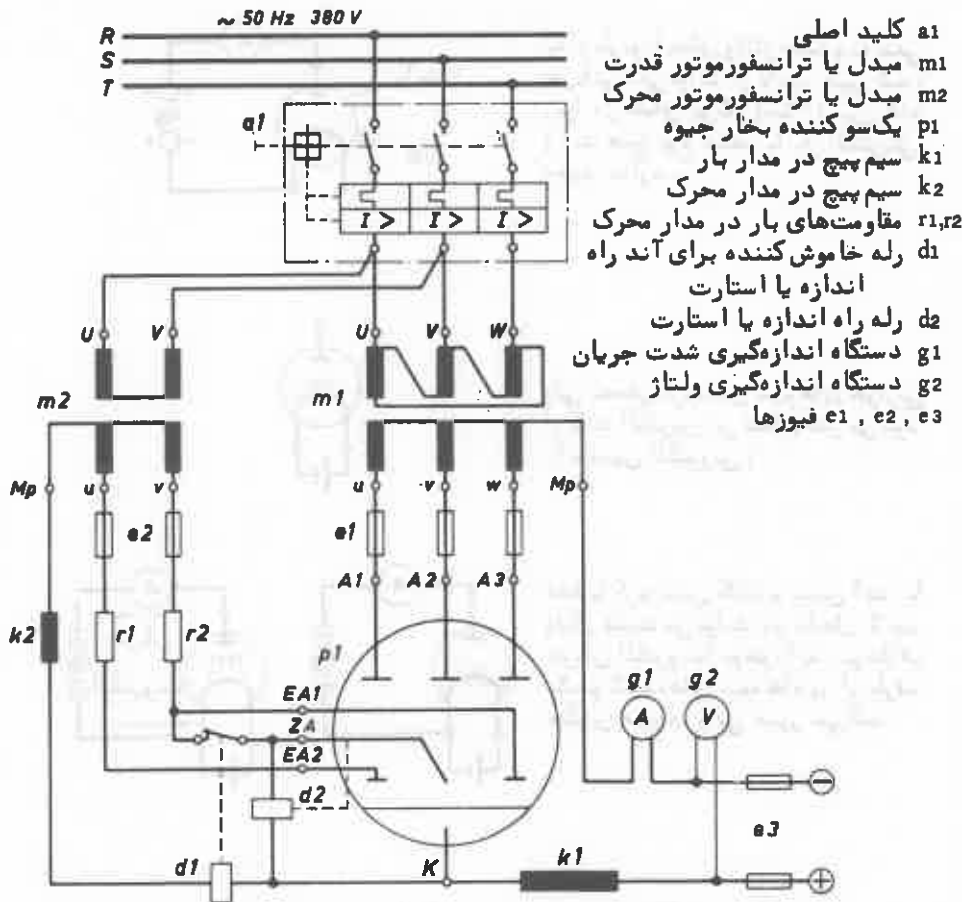 ~ 50 Hz 380 V
R
S
T
a1
I > I > I >
U V U V W
m2 m1
Mp u v u v w Mp
e2 e1
A1 A2 A3
k2 r1 r2 p1
EA1
ZA
EA2
g1 g2
A V
d2
e3
d1 K k1
a1 کلید اصلی
m1 مبدل یا ترانسفورموتور قدرت
m2 مبدل یا ترانسفورموتور محرک
p1 یکسو کننده بخار جیوه
k1 سیم پیچ در مدار بار
k2 سیم پیچ در مدار محرک
r1,r2 مقاومت‌های بار در مدار محرک
d1 رله خاموش کننده برای آند راه
اندازه یا استارت
d2 رله راه اندازه یا استارت
g1 دستگاه اندازه‌گیری شدت جریان
g2 دستگاه اندازه‌گیری ولتاژ
e1 , e2 , e3 فیوزها